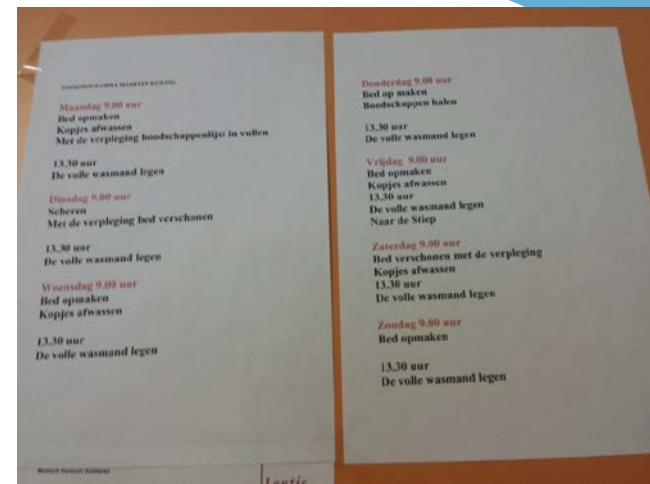 WEEKPROGRAMMA MAARTEN
Maandag 9.00 uur
Bed opmaken
Kopjes afwassen
Met de verpleging boodschappenlijst in vullen
13.30 uur
De volle wasmand legen
Dinsdag 9.00 uur
Scheren
Met de verpleging bed verschonen
13.30 uur
De volle wasmand legen
Woensdag 9.00 uur
Bed opmaken
Kopjes afwassen
13.30 uur
De volle wasmand legen
Donderdag 9.00 uur
Bed op maken
Boodschappen halen
13.30 uur
De volle wasmand legen
Vrijdag 9.00 uur
Bed opmaken
Kopjes afwassen
13.30 uur
De volle wasmand legen
Naar de Stiep
Zaterdag 9.00 uur
Bed verschonen met de verpleging
Kopjes afwassen
13.30 uur
De volle wasmand legen
Zondag 9.00 uur
Bed opmaken
13.30 uur
De volle wasmand legen